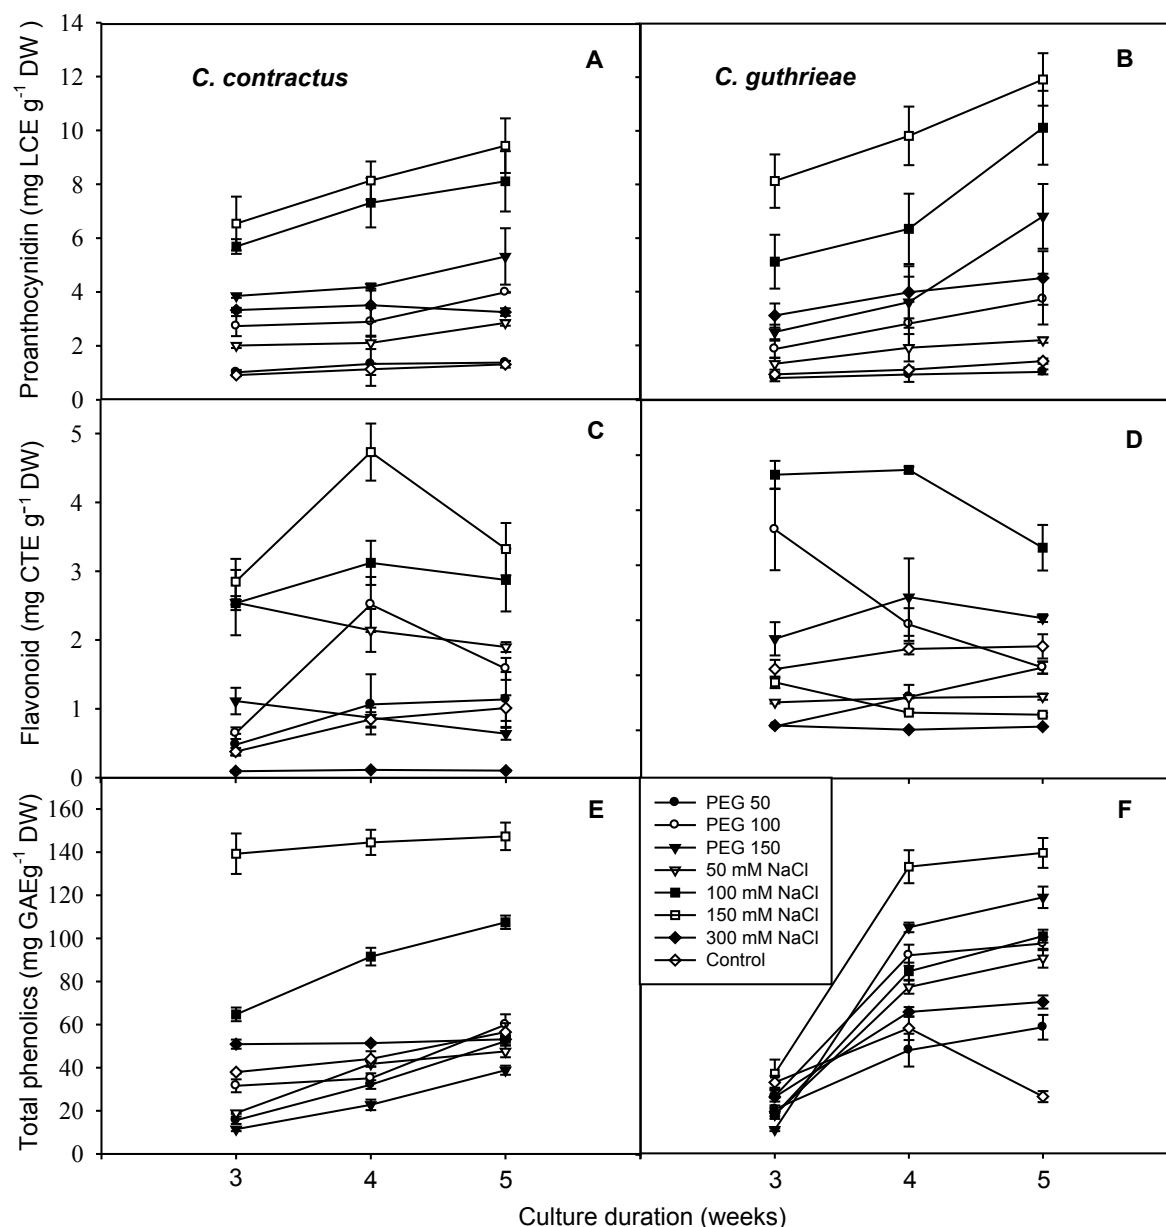 14
12
10
8
6
4
2
0
Proanthocynidin (mg LCE g⁻¹ DW)
A
C. contractus
B
C. guthrieae
5
4
3
2
1
0
Flavonoid (mg CTE g⁻¹ DW)
C
D
160
140
120
100
80
60
40
20
0
Total phenolics (mg GAEg⁻¹ DW)
E
PEG 50
PEG 100
PEG 150
50 mM NaCl
100 mM NaCl
150 mM NaCl
300 mM NaCl
Control
F
3 4 5 3 4 5
Culture duration (weeks)